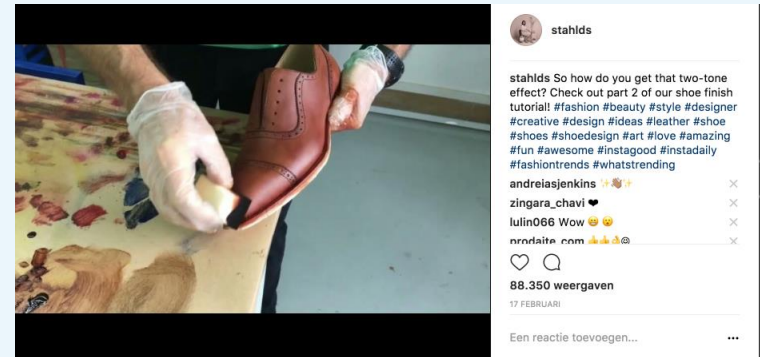 stahlds
stahlds So how do you get that two-tone
effect? Check out part 2 of our shoe finish
tutorial! #fashion #beauty #style #designer
#creative #design #ideas #leather #shoe
#shoes #shoedesign #art #love #amazing
#fun #awesome #instagood #instadaily
#fashiontrends #whatstrending
andreiasjenkins ✨👏🏼✨
zingara_chavi ❤
lulin066 Wow 😄 😮
prodaite_com 👍👍👌😉
88.350 weergaven
17 FEBRUARI
Een reactie toevoegen...